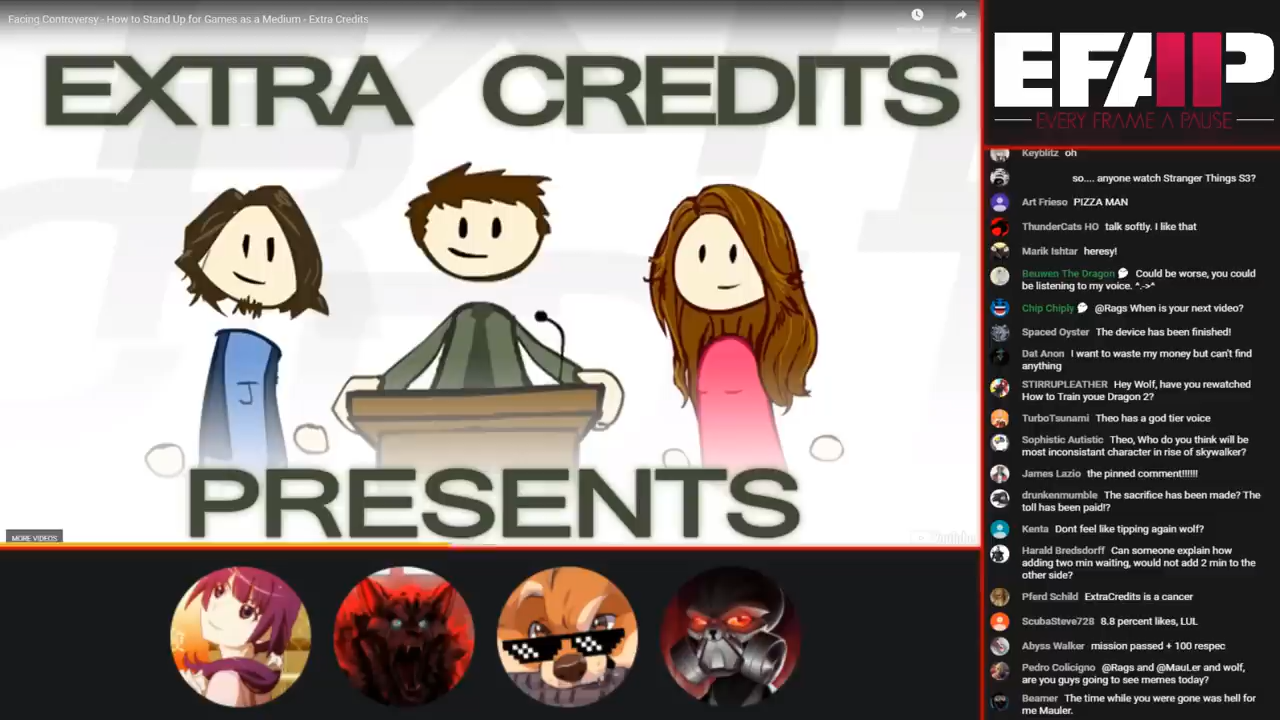 Facing Controversy - How to Stand Up for Games as a Medium - Extra Credits
EXTRA CREDITS
J
PRESENTS
MORE VIDEOS
EFAP
EVERY FRAME A PAUSE
Keyblitz oh
so.... anyone watch Stranger Things S3?
Art Frieso PIZZA MAN
ThunderCats HO talk softly. I like that
Marik Ishtar heresy!
Beuwen The Dragon Could be worse, you could
be listening to my voice. ^.->^
Chip Chiply @Rags When is your next video?
Spaced Oyster The device has been finished!
Dat Anon I want to waste my money but can't find
anything
STIRRUPLEATHER Hey Wolf, have you rewatched
How to Train youe Dragon 2?
TurboTsunami Theo has a god tier voice
Sophistic Autistic Theo, Who do you think will be
most inconsistant character in rise of skywalker?
James Lazio the pinned comment!!!!!!
drunkenmumble The sacrifice has been made? The
toll has been paid!?
Kenta Dont feel like tipping again wolf?
Harald Bredsdorff Can someone explain how
adding two min waiting, would not add 2 min to the
other side?
Pferd Schild ExtraCredits is a cancer
ScubaSteve728 8.8 percent likes, LUL
Abyss Walker mission passed + 100 respec
Pedro Colicigno @Rags and @MauLer and wolf,
are you guys going to see memes today?
Beamer The time while you were gone was hell for
me Mauler.